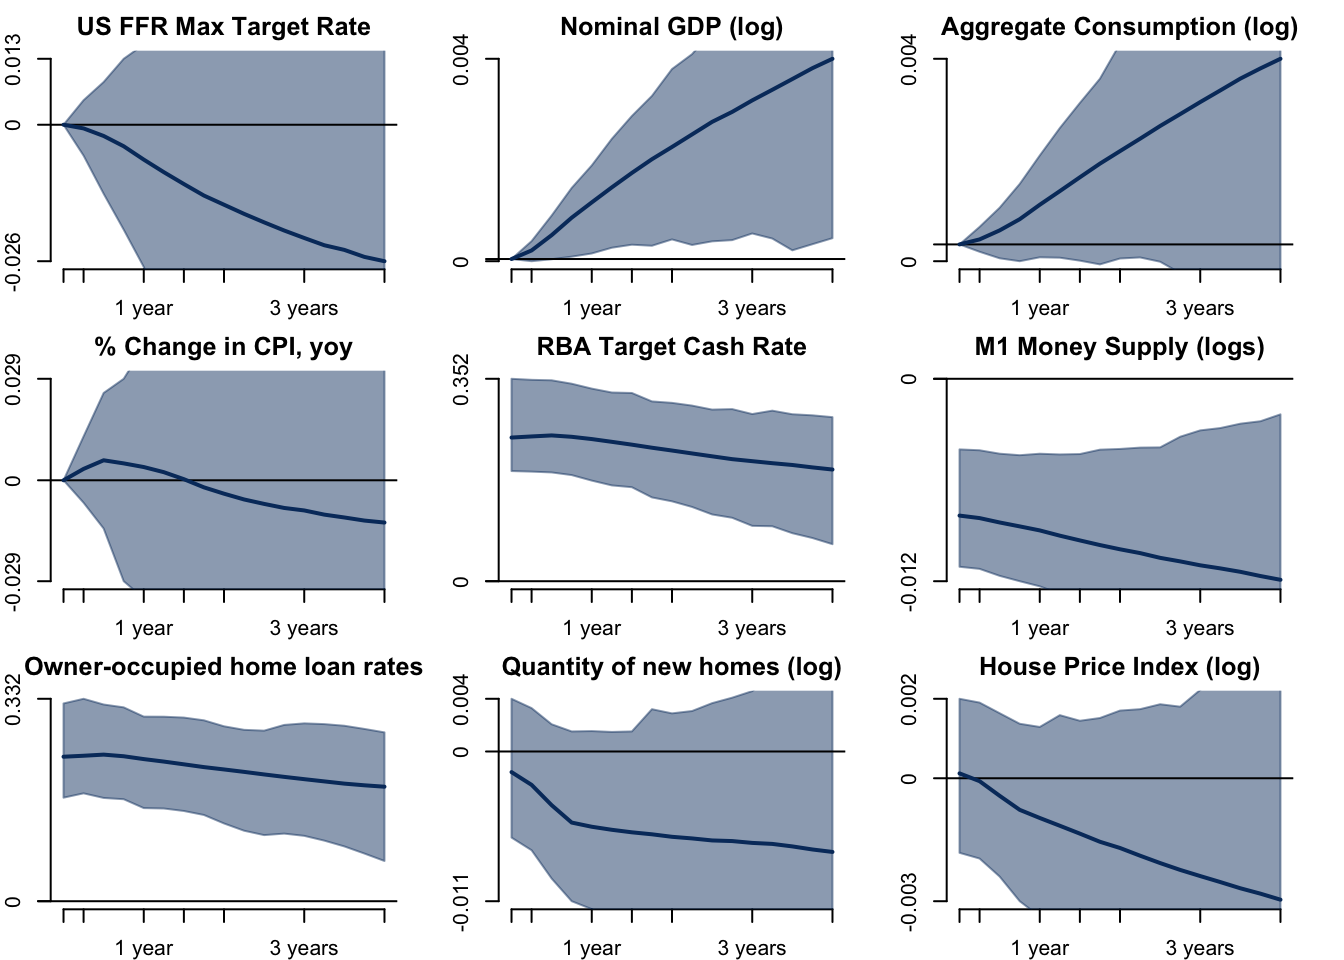 US FFR Max Target Rate
0.013
0
-0.026
1 year
3 years
Nominal GDP (log)
0.004
0
1 year
3 years
Aggregate Consumption (log)
0.004
0
1 year
3 years
% Change in CPI, yoy
0.029
0
-0.029
1 year
3 years
RBA Target Cash Rate
0.352
0
1 year
3 years
M1 Money Supply (logs)
0
-0.012
1 year
3 years
Owner-occupied home loan rates
0.332
0
1 year
3 years
Quantity of new homes (log)
0.004
0
-0.011
1 year
3 years
House Price Index (log)
0.002
0
-0.003
1 year
3 years